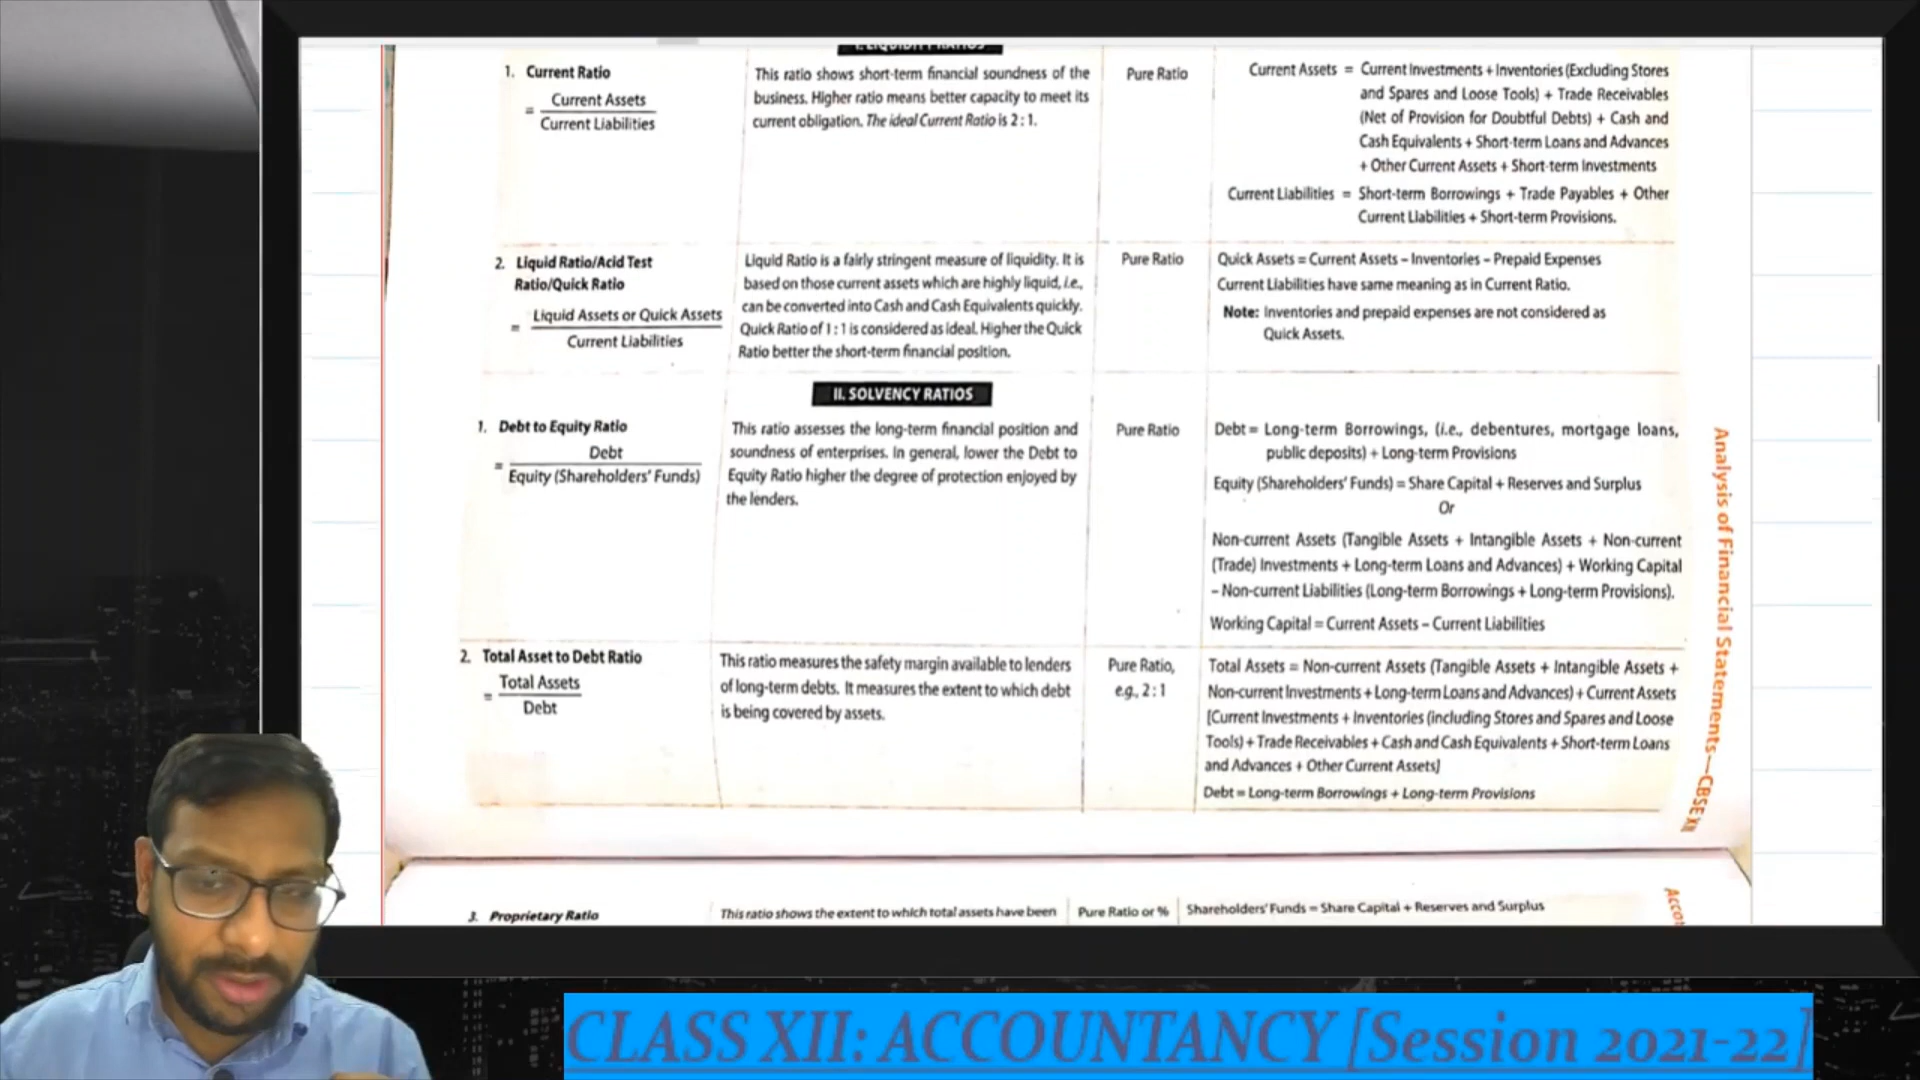 I. LIQUIDITY RATIOS
1. Current Ratio
= Current Assets
Current Liabilities
This ratio shows short-term financial soundness of the
business. Higher ratio means better capacity to meet its
current obligation. The ideal Current Ratio is 2 : 1.
Pure Ratio
Current Assets = Current Investments + Inventories (Excluding Stores
and Spares and Loose Tools) + Trade Receivables
(Net of Provision for Doubtful Debts) + Cash and
Cash Equivalents + Short-term Loans and Advances
+ Other Current Assets + Short-term Investments
Current Liabilities = Short-term Borrowings + Trade Payables + Other
Current Liabilities + Short-term Provisions.
2. Liquid Ratio/Acid Test
Ratio/Quick Ratio
= Liquid Assets or Quick Assets
Current Liabilities
Liquid Ratio is a fairly stringent measure of liquidity. It is
based on those current assets which are highly liquid, i.e.,
can be converted into Cash and Cash Equivalents quickly.
Quick Ratio of 1 : 1 is considered as ideal. Higher the Quick
Ratio better the short-term financial position.
Pure Ratio
Quick Assets = Current Assets – Inventories – Prepaid Expenses
Current Liabilities have same meaning as in Current Ratio.
Note: Inventories and prepaid expenses are not considered as
Quick Assets.
II. SOLVENCY RATIOS
1. Debt to Equity Ratio
= Debt
Equity (Shareholders' Funds)
This ratio assesses the long-term financial position and
soundness of enterprises. In general, lower the Debt to
Equity Ratio higher the degree of protection enjoyed by
the lenders.
Pure Ratio
Debt = Long-term Borrowings, (i.e., debentures, mortgage loans,
public deposits) + Long-term Provisions
Equity (Shareholders' Funds) = Share Capital + Reserves and Surplus
Or
Non-current Assets (Tangible Assets + Intangible Assets + Non-current
(Trade) Investments + Long-term Loans and Advances) + Working Capital
– Non-current Liabilities (Long-term Borrowings + Long-term Provisions).
Working Capital = Current Assets – Current Liabilities
2. Total Asset to Debt Ratio
= Total Assets
Debt
This ratio measures the safety margin available to lenders
of long-term debts. It measures the extent to which debt
is being covered by assets.
Pure Ratio,
e.g., 2 : 1
Total Assets = Non-current Assets (Tangible Assets + Intangible Assets +
Non-current Investments + Long-term Loans and Advances) + Current Assets
[Current Investments + Inventories (including Stores and Spares and Loose
Tools) + Trade Receivables + Cash and Cash Equivalents + Short-term Loans
and Advances + Other Current Assets]
Debt = Long-term Borrowings + Long-term Provisions
Analysis of Financial Statements—CBSE XII
3. Proprietary Ratio
This ratio shows the extent to which total assets have been
Pure Ratio or %
Shareholders' Funds = Share Capital + Reserves and Surplus
CLASS XII: ACCOUNTANCY [Session 2021-22]